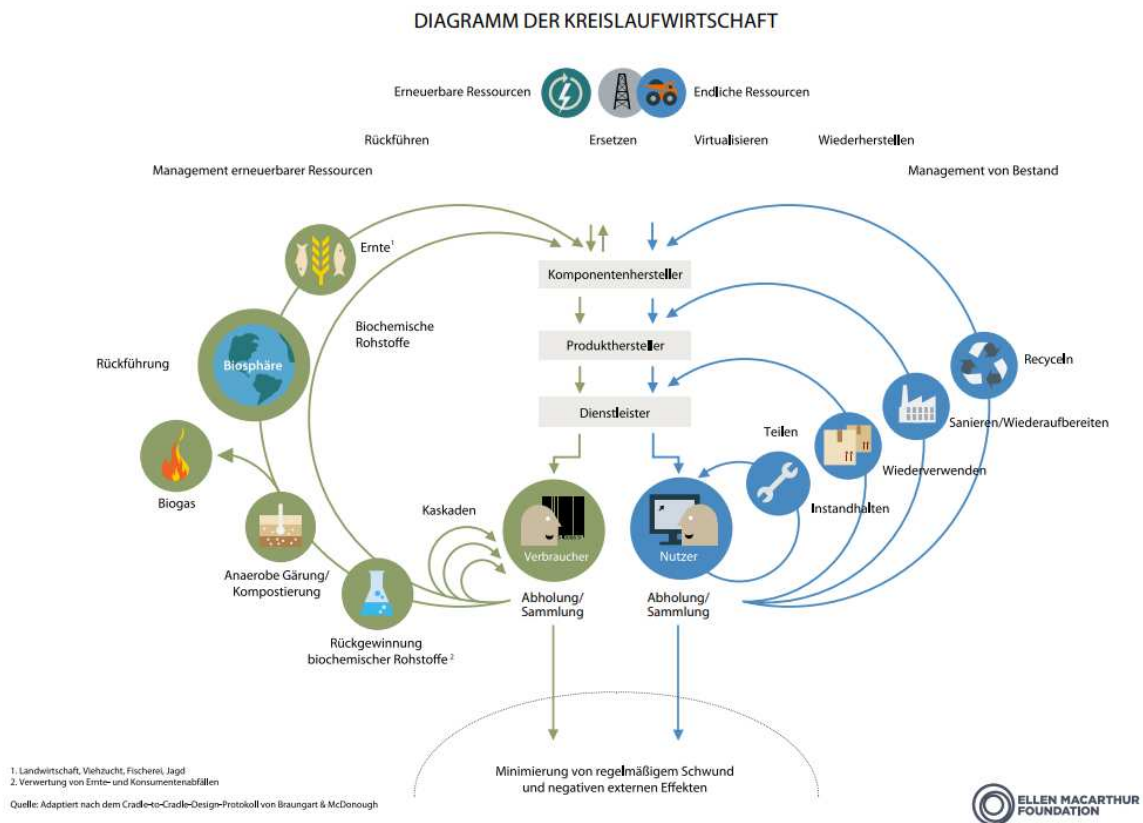 DIAGRAMM DER KREISLAUFWIRTSCHAFT
Erneuerbare Ressourcen
Endliche Ressourcen
Rückführen
Ersetzen
Virtualisieren
Wiederherstellen
Management erneuerbarer Ressourcen
Management von Bestand
Ernte¹
Komponentenhersteller
Biochemische
Rohstoffe
Produkthersteller
Rückführung
Biosphäre
Recyceln
Dienstleister
Teilen
Sanieren/Wiederaufbereiten
Wiederverwenden
Biogas
Kaskaden
Instandhalten
Verbraucher
Nutzer
Anaerobe Gärung/
Kompostierung
Abholung/
Sammlung
Abholung/
Sammlung
Rückgewinnung
biochemischer Rohstoffe ²
Minimierung von regelmäßigem Schwund
und negativen externen Effekten
1. Landwirtschaft, Viehzucht, Fischerei, Jagd
2. Verwertung von Ernte- und Konsumentenabfällen
Quelle: Adaptiert nach dem Cradle-to-Cradle-Design-Protokoll von Braungart & McDonough
ELLEN MACARTHUR
FOUNDATION